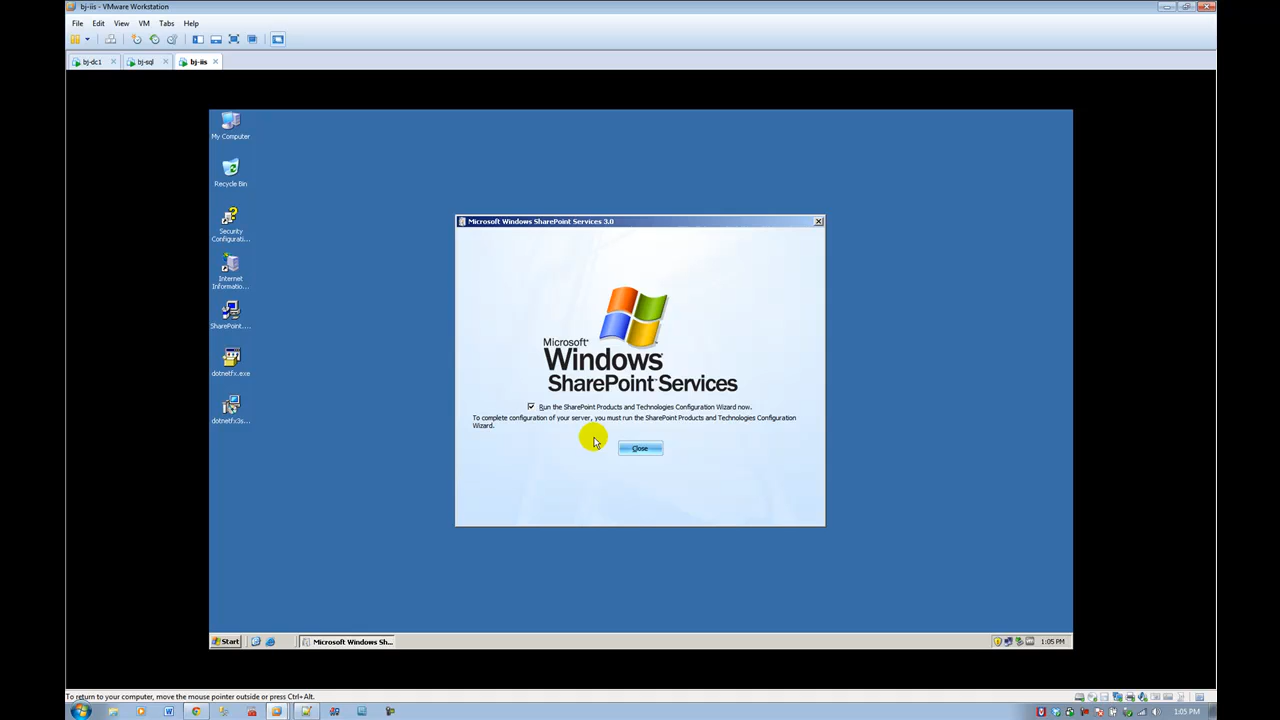 bj-iis - VMware Workstation
File Edit View VM Tabs Help
bj-dc1 bj-sql bj-iis
My Computer
Recycle Bin
Security
Configurati...
Internet
Informatio...
SharePoint....
dotnetfx.exe
dotnetfx3s...
Microsoft Windows SharePoint Services 3.0
Microsoft
Windows
SharePoint Services
Run the SharePoint Products and Technologies Configuration Wizard now.
To complete configuration of your server, you must run the SharePoint Products and Technologies Configuration
Wizard.
Close
Start Microsoft Windows Sh... 1:05 PM
To return to your computer, move the mouse pointer outside or press Ctrl+Alt.
1:05 PM